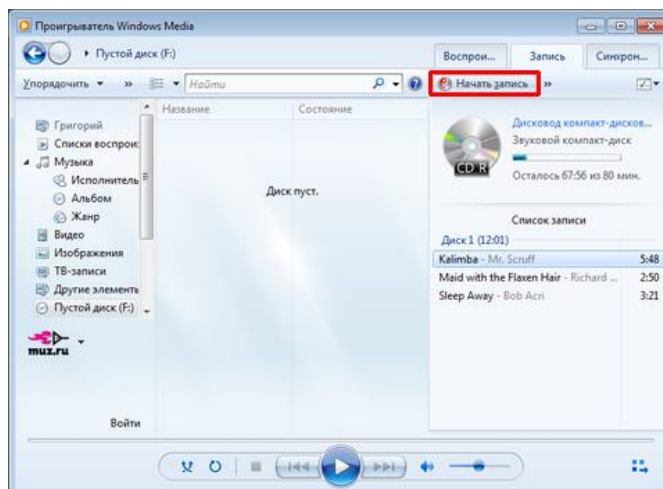 Проигрыватель Windows Media
Пустой диск (F:)
Воспрои...
Запись
Синхрон...
Упорядочить
»
Найти
Начать запись
»
Название
Состояние
Григорий
Списки воспроиз
Музыка
Исполнитель
Альбом
Жанр
Видео
Изображения
ТВ-записи
Другие элементы
Пустой диск (F:)
muz.ru
Войти
Диск пуст.
CD R
Дисковод компакт-дисков...
Звуковой компакт-диск
Осталось 67:56 из 80 мин.
Список записи
Диск 1 (12:01)
Kalimba - Mr. Scruff 5:48
Maid with the Flaxen Hair - Richard ... 2:50
Sleep Away - Bob Acri 3:21